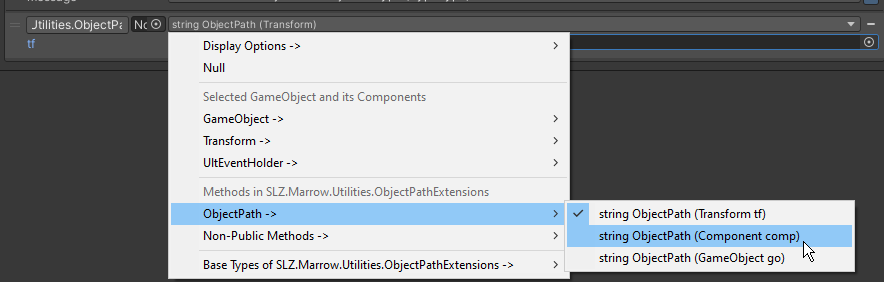 Jtilities.ObjectPa
No
string ObjectPath (Transform)
tf
Display Options ->
Null
Selected GameObject and its Components
GameObject ->
Transform ->
UltEventHolder ->
Methods in SLZ.Marrow.Utilities.ObjectPathExtensions
ObjectPath ->
string ObjectPath (Transform tf)
Non-Public Methods ->
string ObjectPath (Component comp)
string ObjectPath (GameObject go)
Base Types of SLZ.Marrow.Utilities.ObjectPathExtensions ->